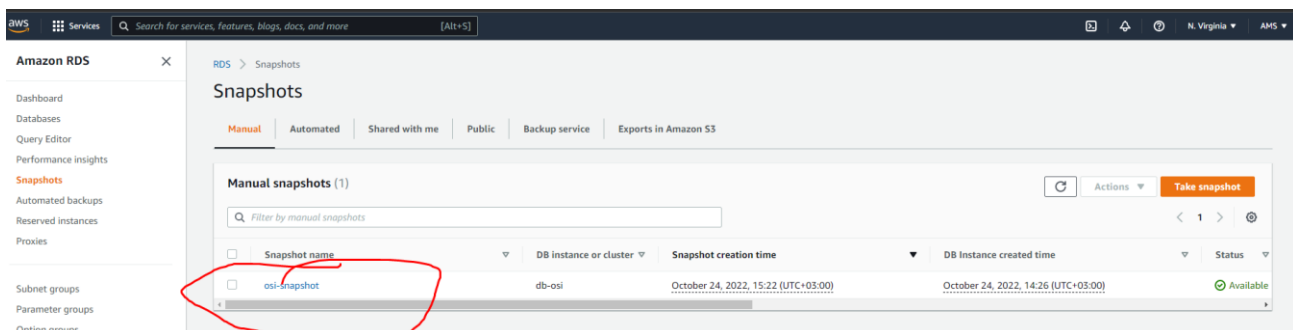 aws Services Search for services, features, blogs, docs, and more [Alt+S] N. Virginia AMS
Amazon RDS
Dashboard
Databases
Query Editor
Performance insights
Snapshots
Automated backups
Reserved instances
Proxies
Subnet groups
Parameter groups
Option groups
RDS > Snapshots
Snapshots
Manual Automated Shared with me Public Backup service Exports in Amazon S3
Manual snapshots (1)
Actions Take snapshot
Filter by manual snapshots
1
Snapshot name DB instance or cluster Snapshot creation time DB Instance created time Status
osi-snapshot db-osi October 24, 2022, 15:22 (UTC+03:00) October 24, 2022, 14:26 (UTC+03:00) Available